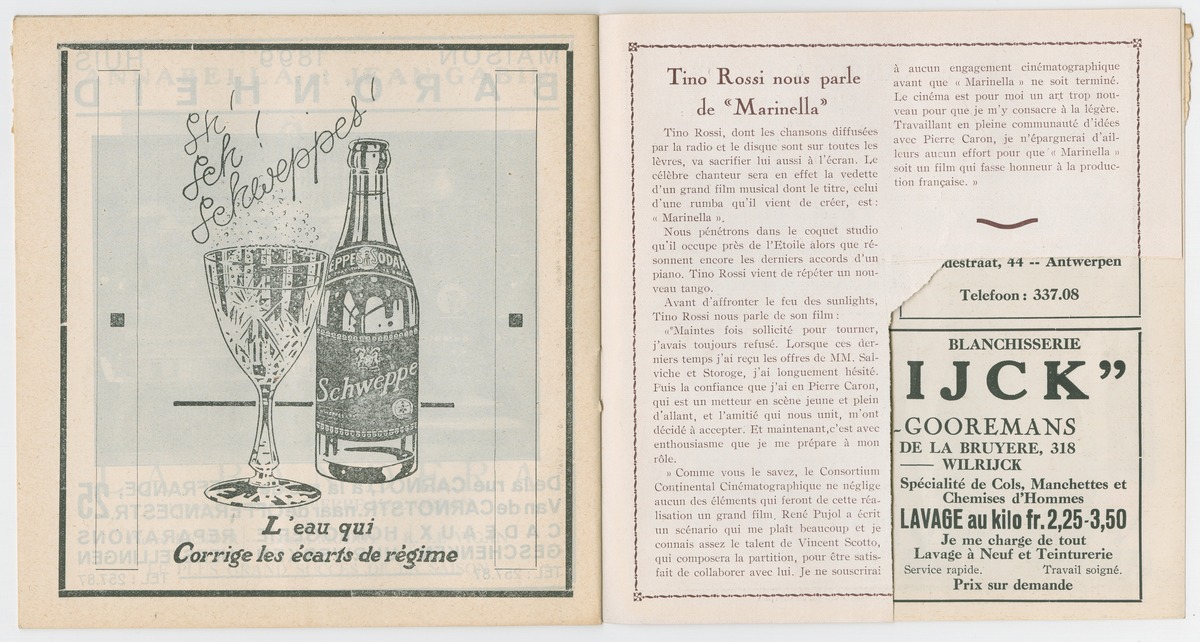 Sh!
Sch!
Schweppes!
EPPES SODA
Schweppe
L'eau qui
Corrige les écarts de régime
Tino Rossi nous parle
de “Marinella”
Tino Rossi, dont les chansons diffusées
par la radio et le disque sont sur toutes les
lèvres, va sacrifier lui aussi à l'écran. Le
célèbre chanteur sera en effet la vedette
d'un grand film musical dont le titre, celui
d'une rumba qu'il vient de créer, est :
« Marinella ».
Nous pénétrons dans le coquet studio
qu'il occupe près de l'Etoile alors que ré-
sonnent encore les derniers accords d'un
piano. Tino Rossi vient de répéter un nou-
veau tango.
Avant d'affronter le feu des sunlights,
Tino Rossi nous parle de son film :
« Maintes fois sollicité pour tourner,
j'avais toujours refusé. Lorsque ces der-
niers temps j'ai reçu les offres de MM. Sal-
viche et Storoge, j'ai longuement hésité.
Puis la confiance que j'ai en Pierre Caron,
qui est un metteur en scène jeune et plein
d'allant, et l'amitié qui nous unit, m'ont
décidé à accepter. Et maintenant,c'est avec
enthousiasme que je me prépare à mon
rôle.
» Comme vous le savez, le Consortium
Continental Cinématographique ne néglige
aucun des éléments qui feront de cette réa-
lisation un grand film. René Pujol a écrit
un scénario qui me plaît beaucoup et je
connais assez le talent de Vincent Scotto,
qui composera la partition, pour être satis-
fait de collaborer avec lui. Je ne souscrirai
à aucun engagement cinématographique
avant que « Marinella » ne soit terminé.
Le cinéma est pour moi un art trop nou-
veau pour que je m'y consacre à la légère.
Travaillant en pleine communauté d'idées
avec Pierre Caron, je n'épargnerai d'ail-
leurs aucun effort pour que « Marinella »
soit un film qui fasse honneur à la produc-
tion française. »
destraat, 44 -- Antwerpen
Telefoon : 337.08
BLANCHISSERIE
IJCK”
-GOOREMANS
DE LA BRUYERE, 318
— WILRIJCK
Spécialité de Cols, Manchettes et
Chemises d'Hommes
LAVAGE au kilo fr. 2,25-3,50
Je me charge de tout
Lavage à Neuf et Teinturerie
Service rapide. Travail soigné.
Prix sur demande